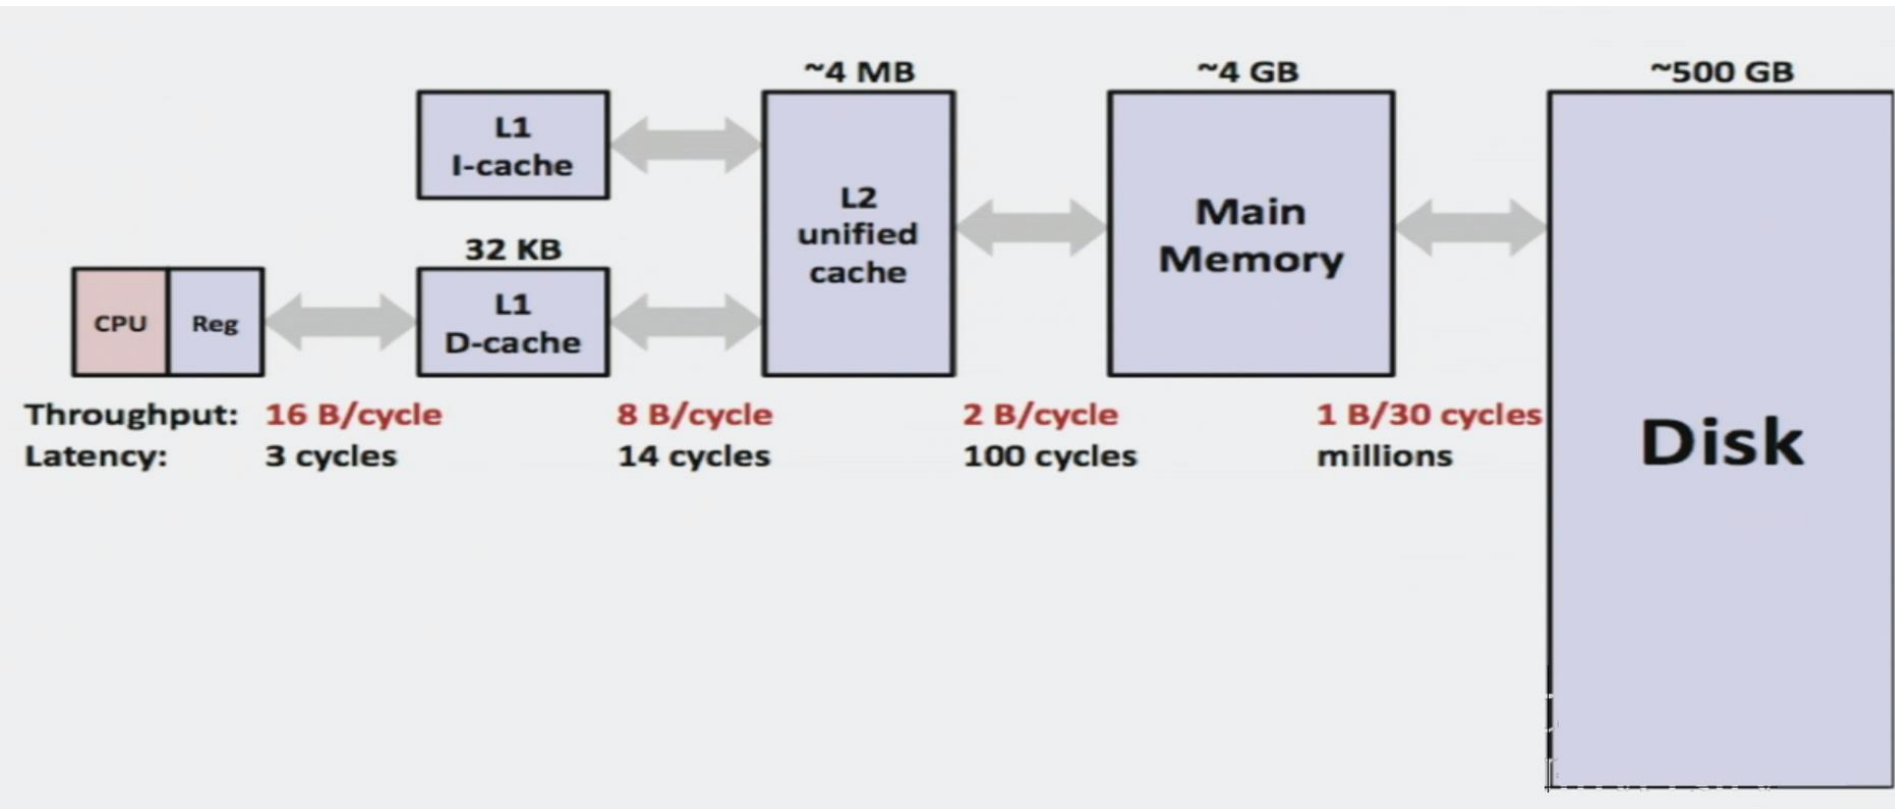 ~4 MB
~4 GB
~500 GB
L1
I-cache
L2
unified
cache
Main
Memory
32 KB
CPU
Reg
L1
D-cache
Disk
Throughput: 16 B/cycle 8 B/cycle 2 B/cycle 1 B/30 cycles
Latency: 3 cycles 14 cycles 100 cycles millions